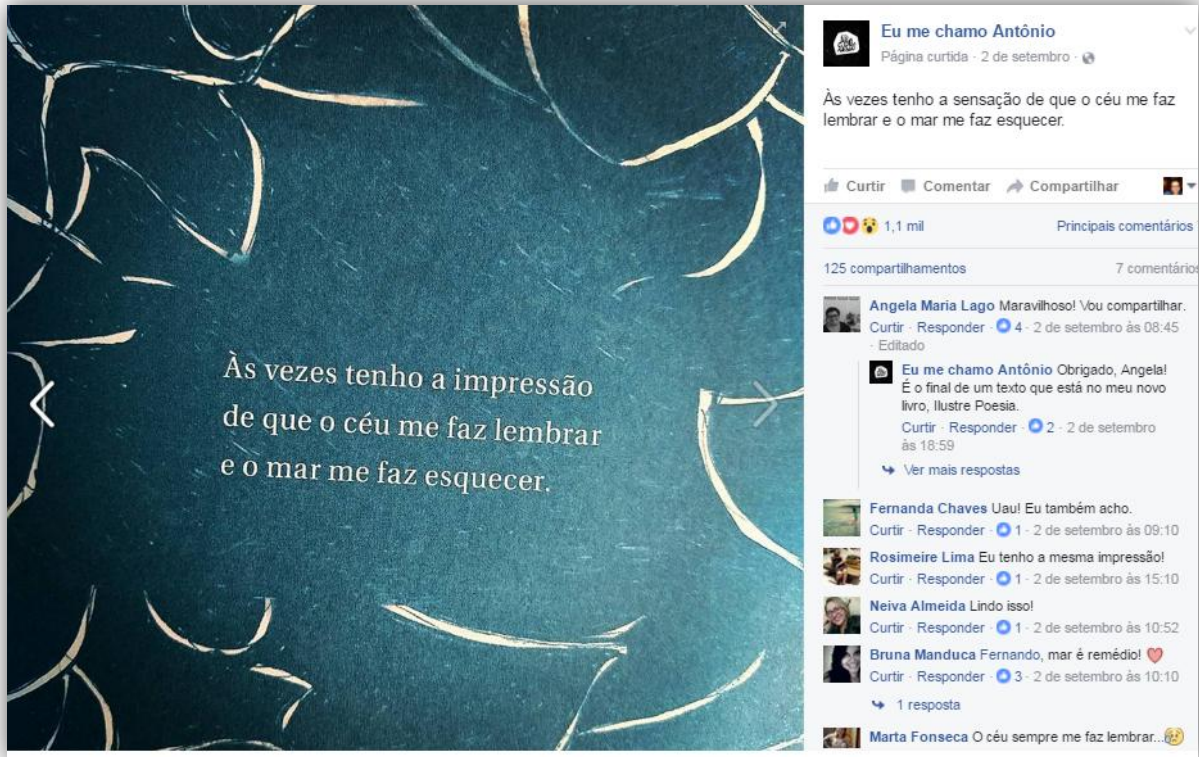 Às vezes tenho a impressão
de que o céu me faz lembrar
e o mar me faz esquecer.
Eu me chamo Antônio
Página curtida · 2 de setembro ·
Às vezes tenho a sensação de que o céu me faz
lembrar e o mar me faz esquecer.
Curtir Comentar Compartilhar
1,1 mil Principais comentários
125 compartilhamentos 7 comentários
Angela Maria Lago Maravilhoso! Vou compartilhar.
Curtir · Responder · 4 · 2 de setembro às 08:45
· Editado
Eu me chamo Antônio Obrigado, Angela!
É o final de um texto que está no meu novo
livro, Ilustre Poesia.
Curtir · Responder · 2 · 2 de setembro
às 18:59
Ver mais respostas
Fernanda Chaves Uau! Eu também acho.
Curtir · Responder · 1 · 2 de setembro às 09:10
Rosimeire Lima Eu tenho a mesma impressão!
Curtir · Responder · 1 · 2 de setembro às 15:10
Neiva Almeida Lindo isso!
Curtir · Responder · 1 · 2 de setembro às 10:52
Bruna Manduca Fernando, mar é remédio!
Curtir · Responder · 3 · 2 de setembro às 10:10
1 resposta
Marta Fonseca O céu sempre me faz lembrar...